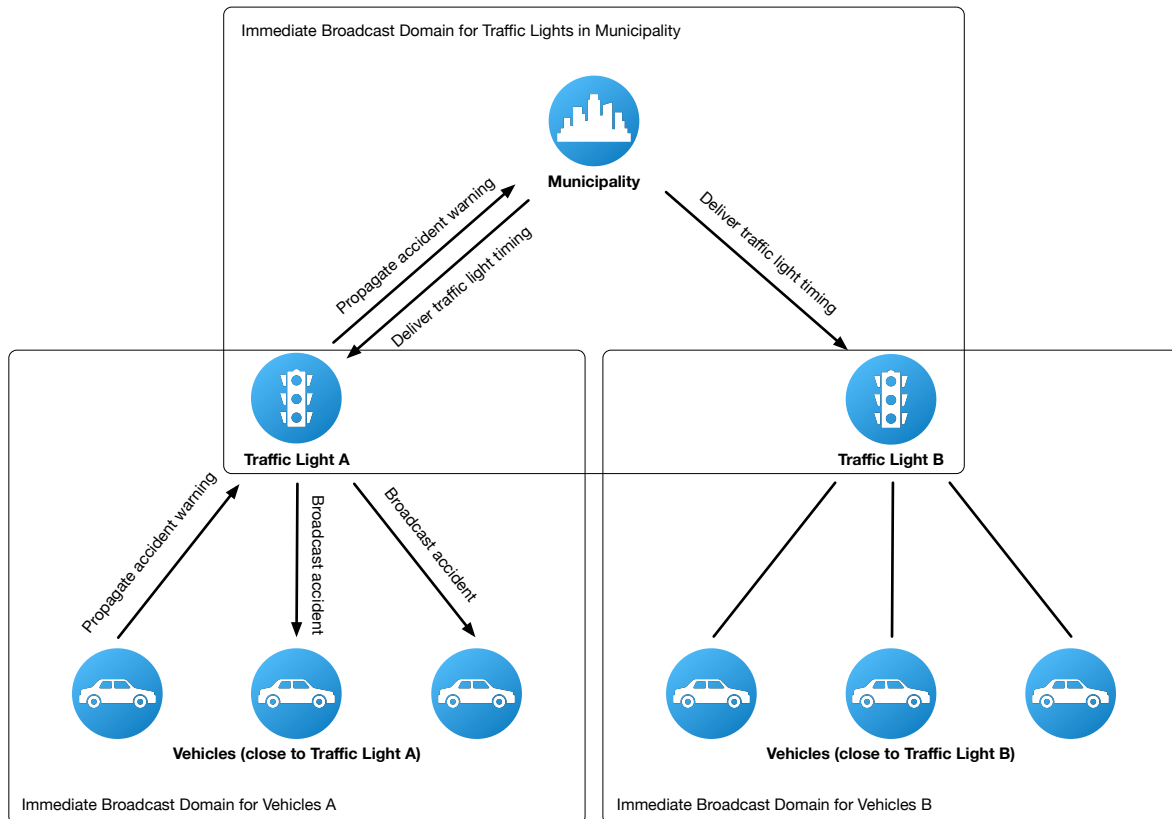 Immediate Broadcast Domain for Traffic Lights in Municipality
Municipality
Propagate accident warning
Deliver traffic light timing
Deliver traffic light timing
Traffic Light A
Traffic Light B
Propagate accident warning
Broadcast accident
Broadcast accident
Vehicles (close to Traffic Light A)
Vehicles (close to Traffic Light B)
Immediate Broadcast Domain for Vehicles A
Immediate Broadcast Domain for Vehicles B